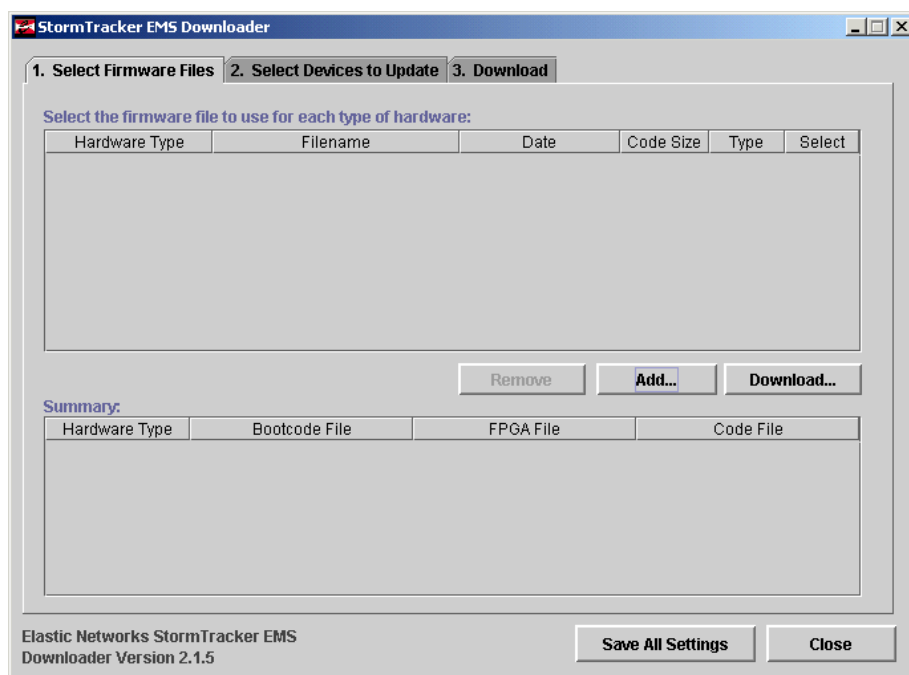 StormTracker EMS Downloader
1. Select Firmware Files 2. Select Devices to Update 3. Download
Select the firmware file to use for each type of hardware:
Hardware Type Filename Date Code Size Type Select
Remove Add... Download...
Summary:
Hardware Type Bootcode File FPGA File Code File
Elastic Networks StormTracker EMS
Downloader Version 2.1.5
Save All Settings Close